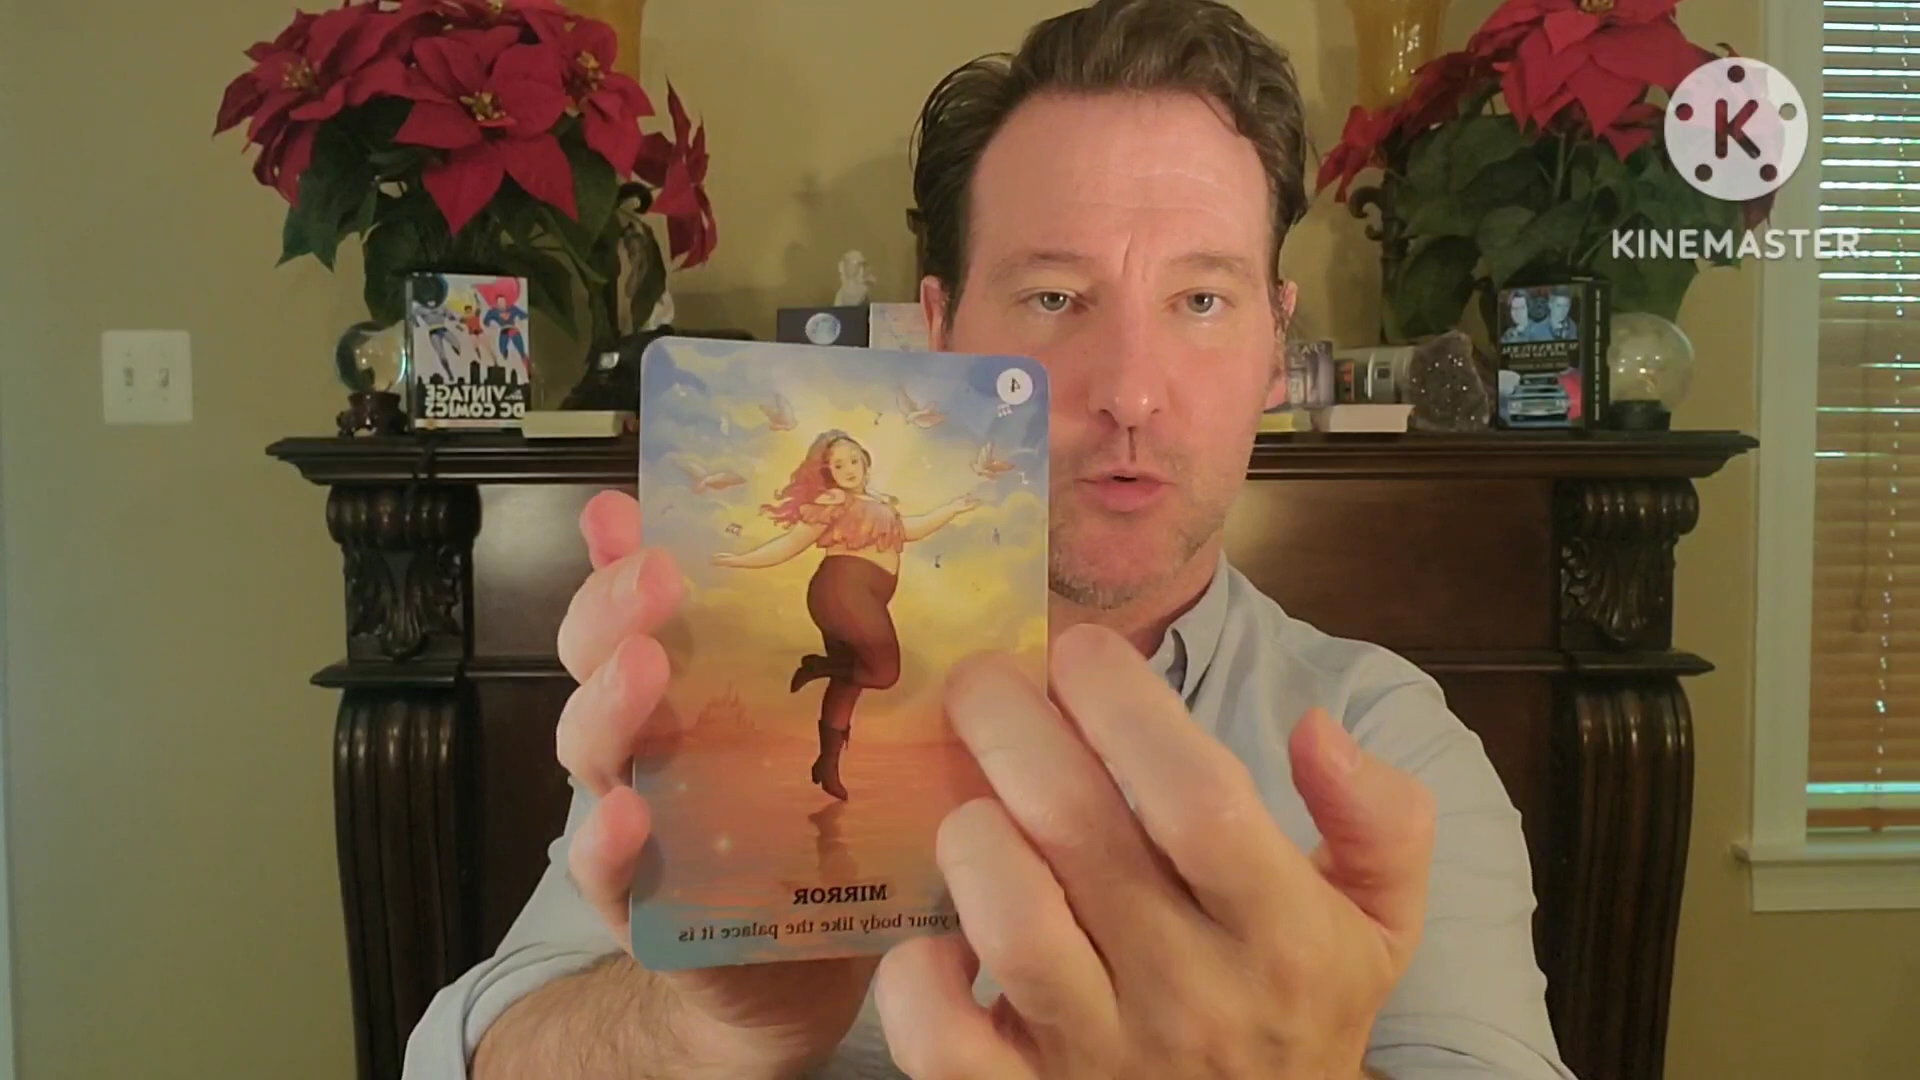 K
KINEMASTER
VINTAGE
DC COMICS
4
MIRROR
your body like the palace it is